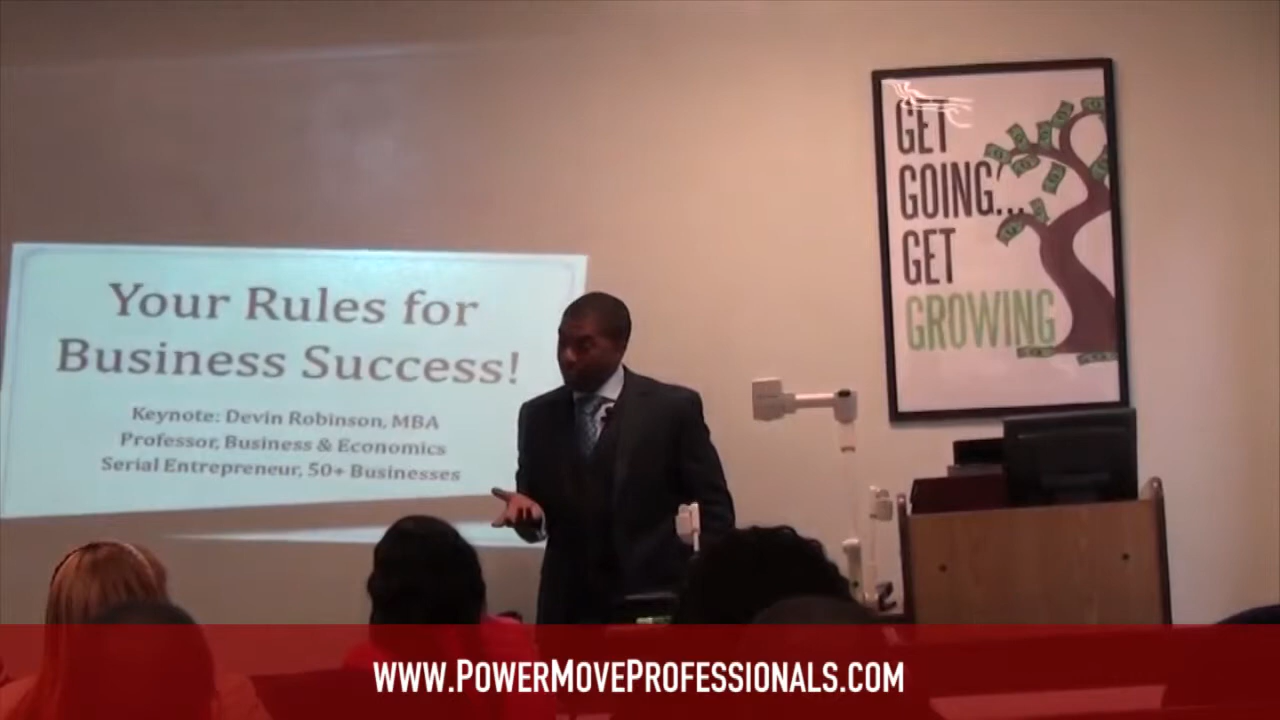 Your Rules for
Business Success!
Keynote: Devin Robinson, MBA
Professor, Business & Economics
Serial Entrepreneur, 50+ Businesses
GET
GOING...
GET
GROWING
WWW.POWERMOVEPROFESSIONALS.COM